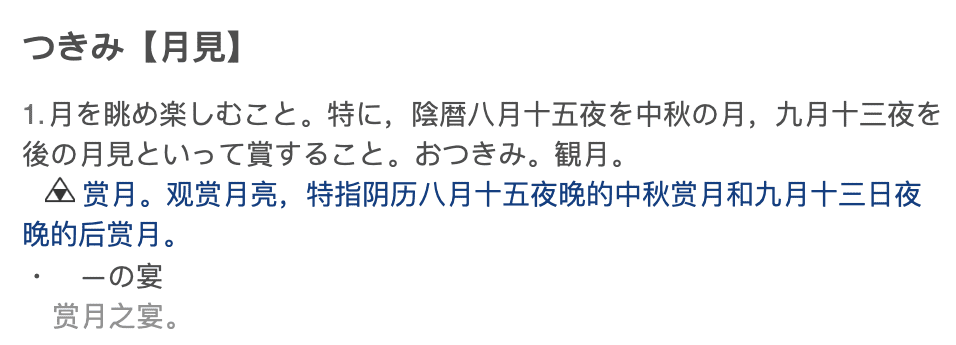 つきみ【月見】
1.月を眺め楽しむこと。特に，陰暦八月十五夜を中秋の月，九月十三夜を
後の月見といって賞すること。おつきみ。観月。
赏月。观赏月亮，特指阴历八月十五夜晚的中秋赏月和九月十三日夜
晚的后赏月。
・ —の宴
赏月之宴。